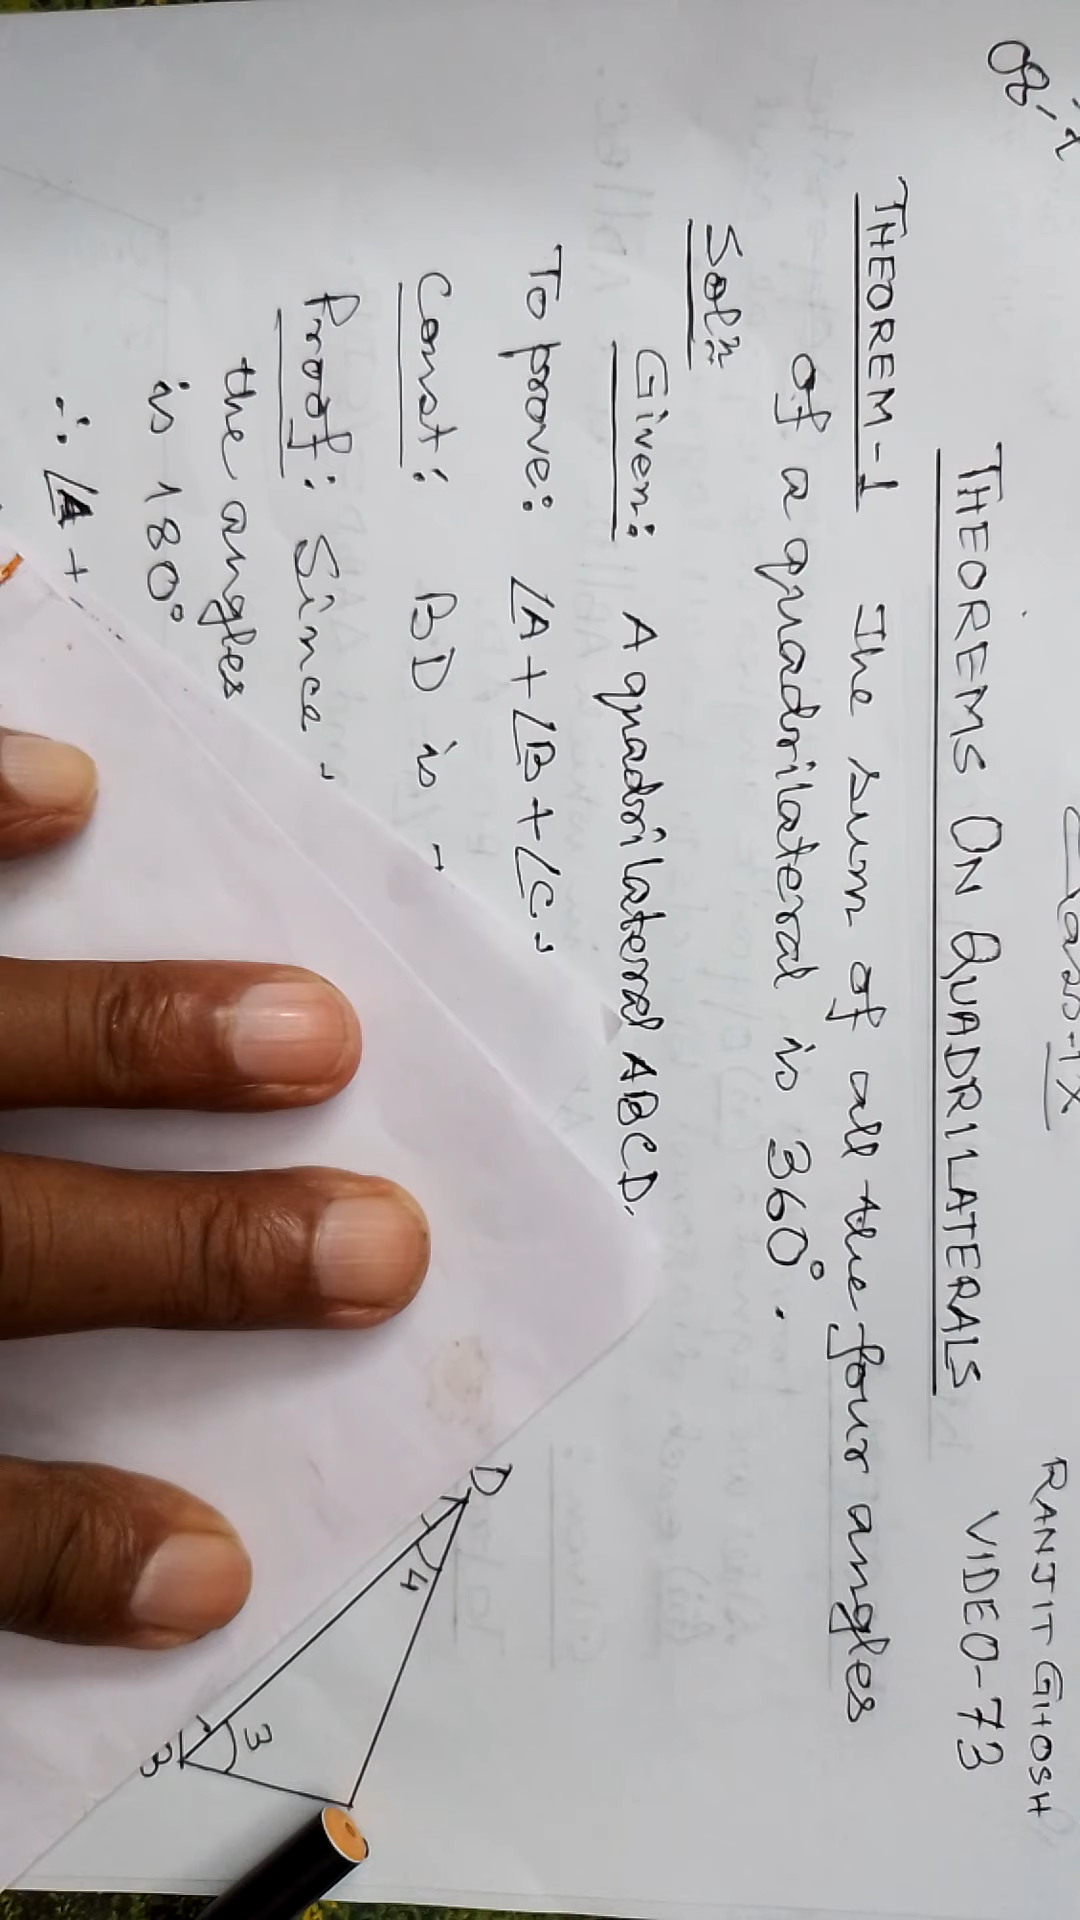 THEOREMS ON QUADRILATERALS
RANJIT GHOSH
VIDEO-73
THEOREM-1 The sum of all the four angles
of a quadrilateral is 360°.
Soln
Given: A quadrilateral ABCD.
To prove: ∠A + ∠B + ∠C
Const: BD is
Proof: Since
the angles
is 180°
∴ ∠A +
D
4
3
B